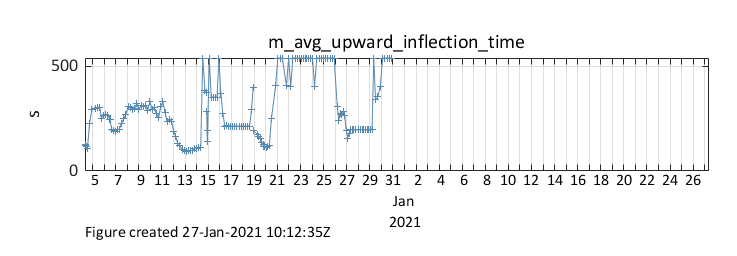 m_avg_upward_inflection_time
500
s
0
5 7 9 11 13 15 17 19 21 23 25 27 29 31 2 4 6 8 10 12 14 16 18 20 22 24 26
Jan
2021
Figure created 27-Jan-2021 10:12:35Z